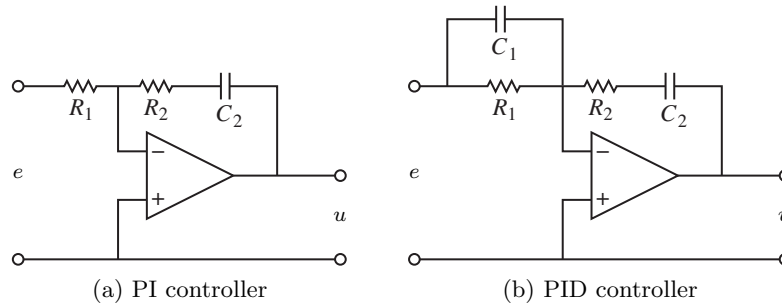 R1 R2 C2
e
−
+
u
(a) PI controller
C1
R1 R2 C2
e
−
+
u
(b) PID controller